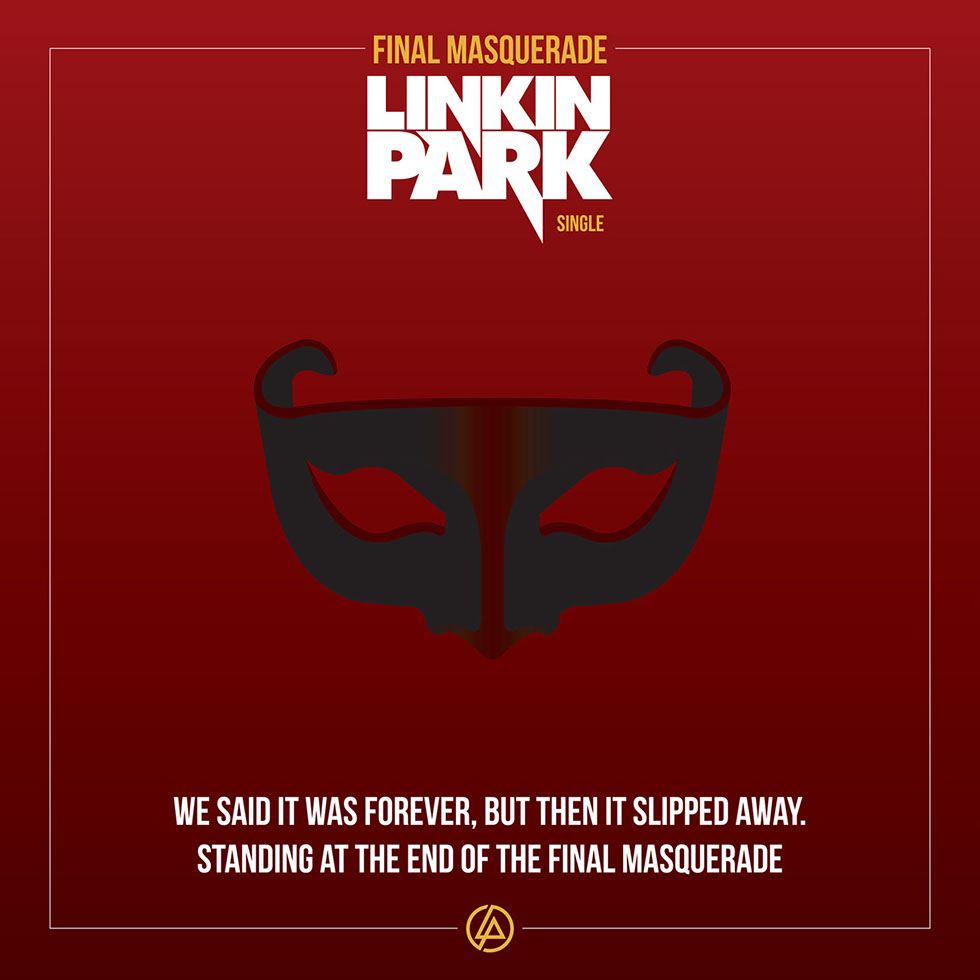 FINAL MASQUERADE
LINKIN
PARK
SINGLE
WE SAID IT WAS FOREVER, BUT THEN IT SLIPPED AWAY.
STANDING AT THE END OF THE FINAL MASQUERADE